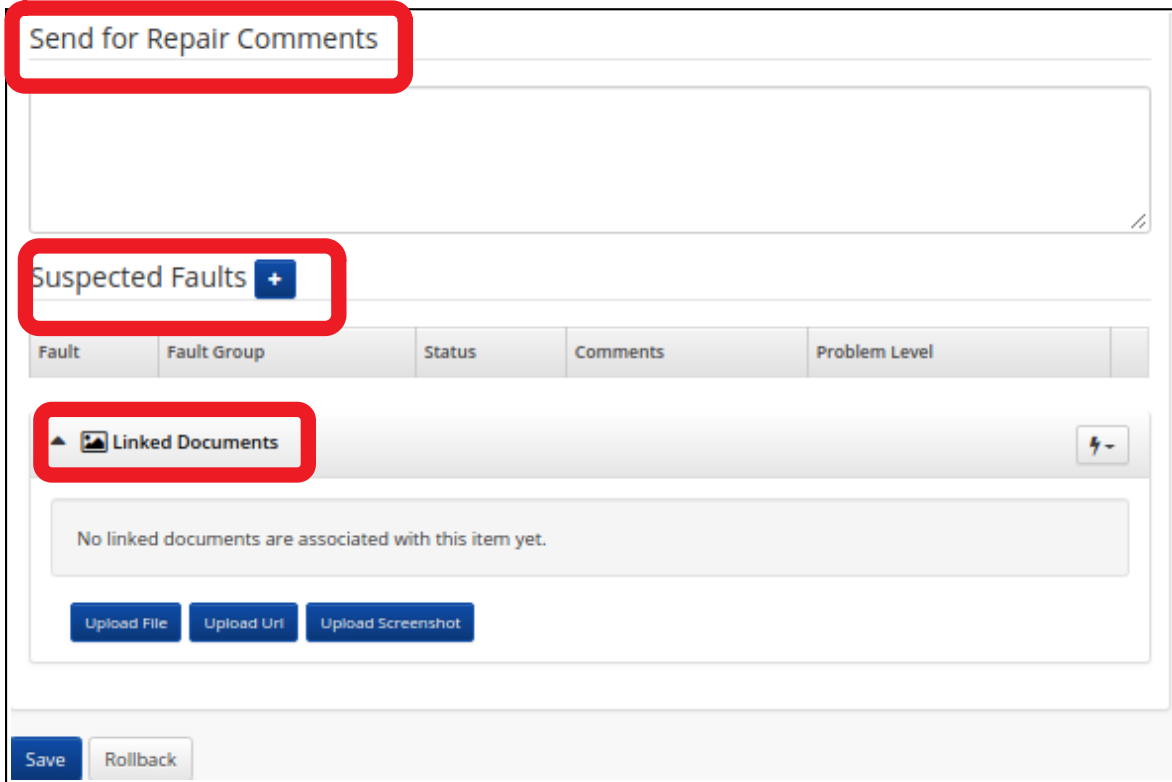 Send for Repair Comments
Suspected Faults +
Fault Fault Group Status Comments Problem Level
Linked Documents
No linked documents are associated with this item yet.
Upload File Upload Url Upload Screenshot
Save Rollback